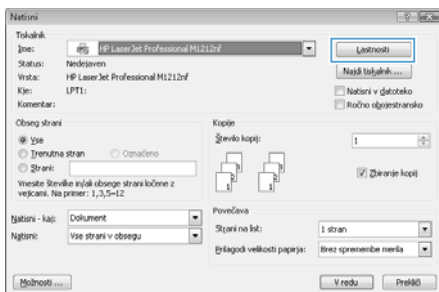 Natisni
Tiskalnik
Ime: HP LaserJet Professional M1212nf
Lastnosti
Status: Nedejaven
Najdi tiskalnik ...
Vrsta: HP LaserJet Professional M1212nf
Kje: LPT1:
Natisni v datoteko
Komentar:
Ročno obojestransko
Obseg strani
Vse
Trenutna stran
Označeno
Strani:
Vnesite številke in/ali obsege strani ločene z
vejicami. Na primer: 1,3,5–12
Kopije
Število kopij: 1
Zbiranje kopij
Natisni - kaj: Dokument
Natisni: Vse strani v obsegu
Povečava
Strani na list: 1 stran
Prilagodi velikosti papirja: Brez spremembe merila
Možnosti ...
V redu
Prekliči